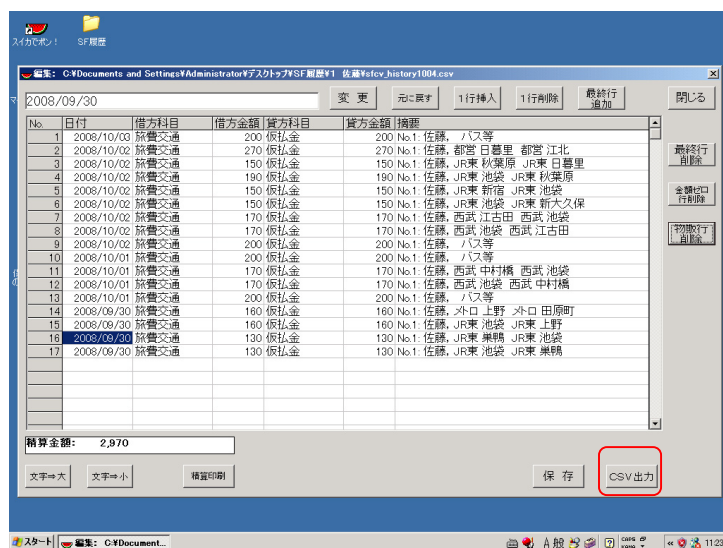 スイカでポン!
SF履歴
編集: C:¥Documents and Settings¥Administrator¥デスクトップ¥SF履歴¥1 佐藤¥sfcv_history1004.csv
2008/09/30
変 更
元に戻す
1行挿入
1行削除
最終行
追加
閉じる
No. 日付 借方科目 借方金額 貸方科目 貸方金額 摘要
1 2008/10/03 旅費交通 200 仮払金 200 No.1: 佐藤, バス等
2 2008/10/02 旅費交通 270 仮払金 270 No.1: 佐藤, 都営 日暮里 都営 江北
3 2008/10/02 旅費交通 150 仮払金 150 No.1: 佐藤, JR東 秋葉原 JR東 日暮里
4 2008/10/02 旅費交通 190 仮払金 190 No.1: 佐藤, JR東 池袋 JR東 秋葉原
5 2008/10/02 旅費交通 150 仮払金 150 No.1: 佐藤, JR東 新宿 JR東 池袋
6 2008/10/02 旅費交通 150 仮払金 150 No.1: 佐藤, JR東 池袋 JR東 新大久保
7 2008/10/02 旅費交通 170 仮払金 170 No.1: 佐藤, 西武 江古田 西武 池袋
8 2008/10/02 旅費交通 170 仮払金 170 No.1: 佐藤, 西武 池袋 西武 江古田
9 2008/10/02 旅費交通 200 仮払金 200 No.1: 佐藤, バス等
10 2008/10/01 旅費交通 200 仮払金 200 No.1: 佐藤, バス等
11 2008/10/01 旅費交通 170 仮払金 170 No.1: 佐藤, 西武 中村橋 西武 池袋
12 2008/10/01 旅費交通 170 仮払金 170 No.1: 佐藤, 西武 池袋 西武 中村橋
13 2008/10/01 旅費交通 200 仮払金 200 No.1: 佐藤, バス等
14 2008/09/30 旅費交通 160 仮払金 160 No.1: 佐藤, メトロ 上野 メトロ 田原町
15 2008/09/30 旅費交通 160 仮払金 160 No.1: 佐藤, JR東 池袋 JR東 上野
16 2008/09/30 旅費交通 130 仮払金 130 No.1: 佐藤, JR東 巣鴨 JR東 池袋
17 2008/09/30 旅費交通 130 仮払金 130 No.1: 佐藤, JR東 池袋 JR東 巣鴨
最終行
削除
金額ゼロ
行削除
物販行
削除
精算金額: 2,970
文字⇒大
文字⇒小
精算印刷
保 存
CSV出力
スタート
編集: C:¥Document...
A 般
CAPS
KANA
11:29